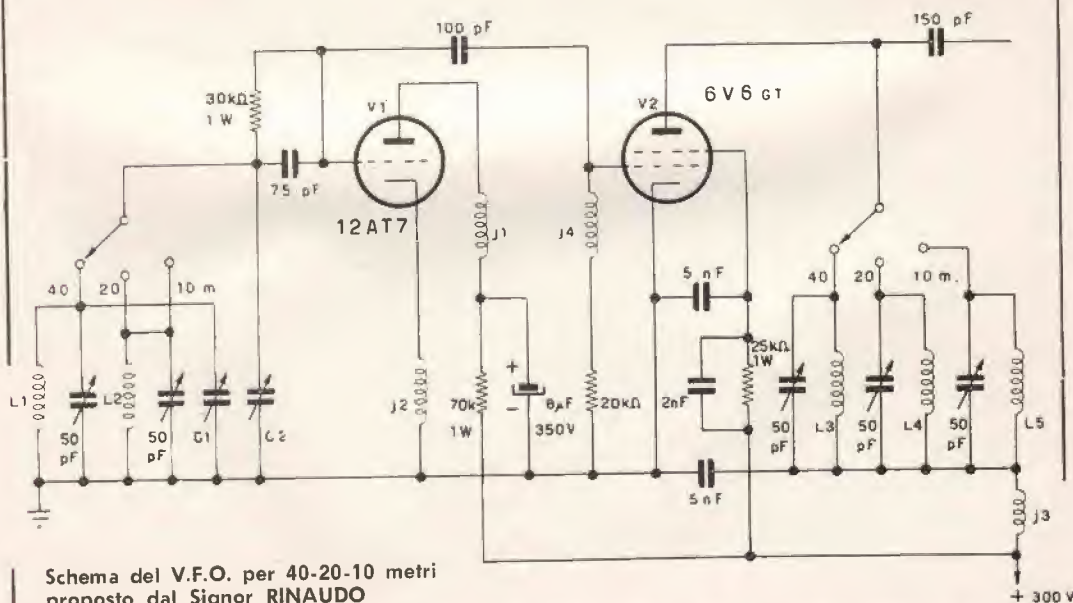 100 pF
150 pF
30kΩ
1 W
V1
V2
6V6 GT
75 pF
12AT7
j1
j4
40
20
10 m
5 nF
40
20
10 m.
25kΩ
1W
L1
50
pF
L2
50
pF
C1
C2
j2
70k
1W
+
-
8µF
350V
20kΩ
2nF
50
pF
L3
50
pF
L4
50
pF
L5
5nF
j3
+ 300 V
Schema del V.F.O. per 40-20-10 metri
proposto dal Signor RINAUDO